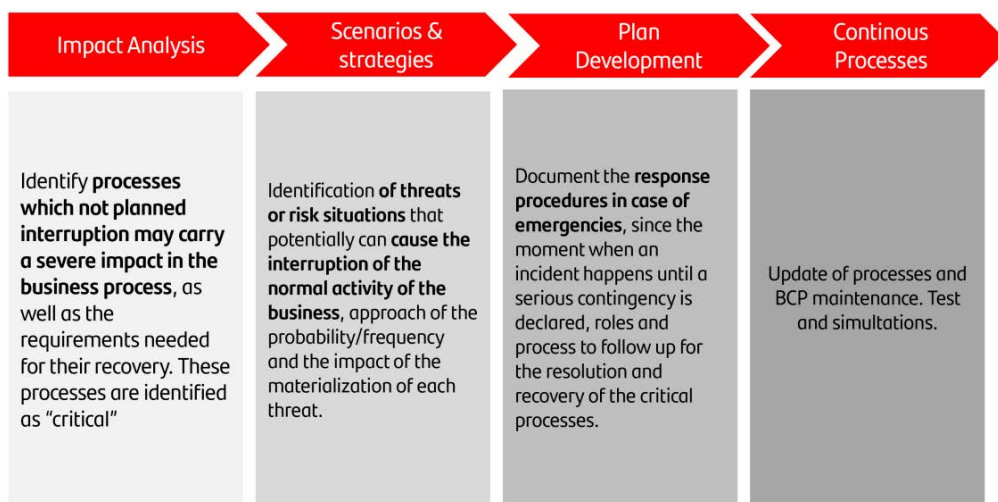 Impact Analysis
Scenarios &
strategies
Plan
Development
Continous
Processes
Identify processes
which not planned
interruption may carry
a severe impact in the
business process, as
well as the
requirements needed
for their recovery. These
processes are identified
as “critical”
Identification of threats
or risk situations that
potentially can cause the
interruption of the
normal activity of the
business, approach of the
probability/frequency
and the impact of the
materialization of each
threat.
Document the response
procedures in case of
emergencies, since the
moment when an
incident happens until a
serious contingency is
declared, roles and
process to follow up for
the resolution and
recovery of the critical
processes.
Update of processes and
BCP maintenance. Test
and simultations.